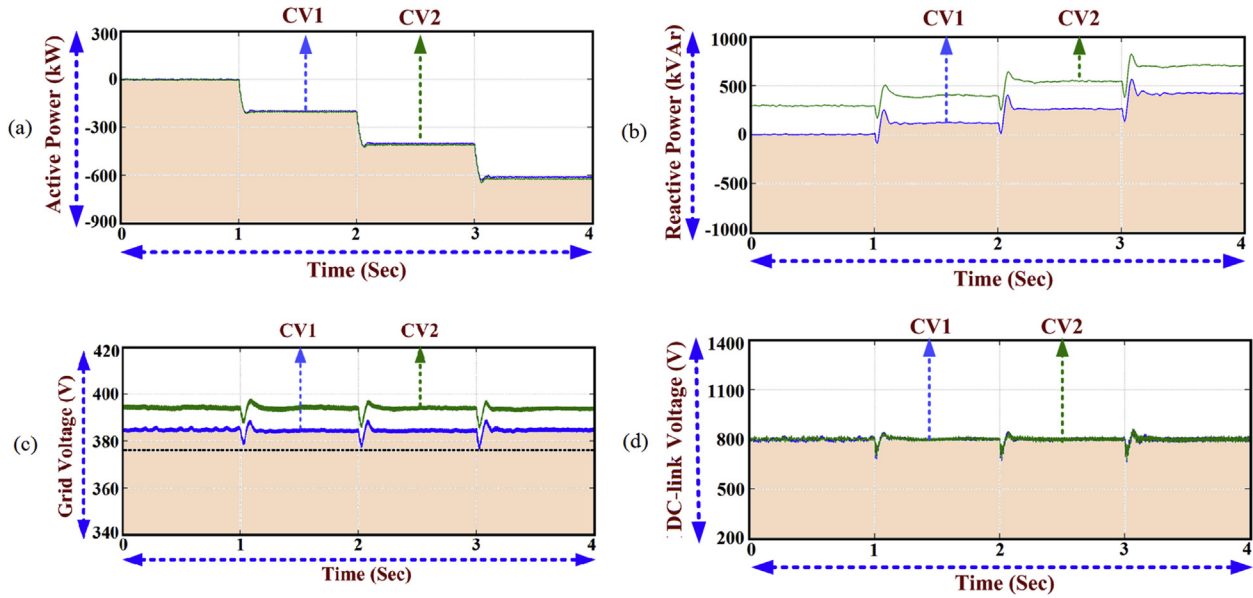 (a)
CV1 CV2
Active Power (kW)
300
0
-300
-600
-900
0 1 2 3 4
Time (Sec)
(b)
CV1 CV2
Reactive Power (kVAr)
1000
500
0
-500
-1000
0 1 2 3 4
Time (Sec)
(c)
CV1 CV2
Grid Voltage (V)
420
400
380
360
340
0 1 2 3 4
Time (Sec)
(d)
CV1 CV2
DC-link Voltage (V)
1400
1100
800
500
200
0 1 2 3 4
Time (Sec)